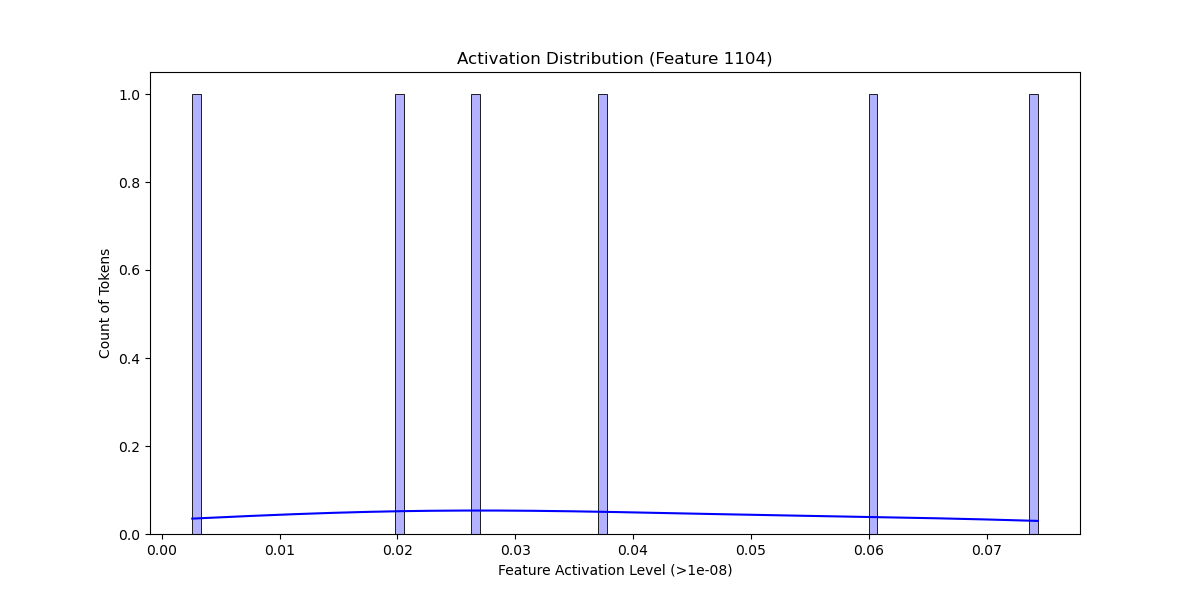 Activation Distribution (Feature 1104)
1.0
0.8
0.6
0.4
0.2
0.0
Count of Tokens
0.00 0.01 0.02 0.03 0.04 0.05 0.06 0.07
Feature Activation Level (>1e-08)